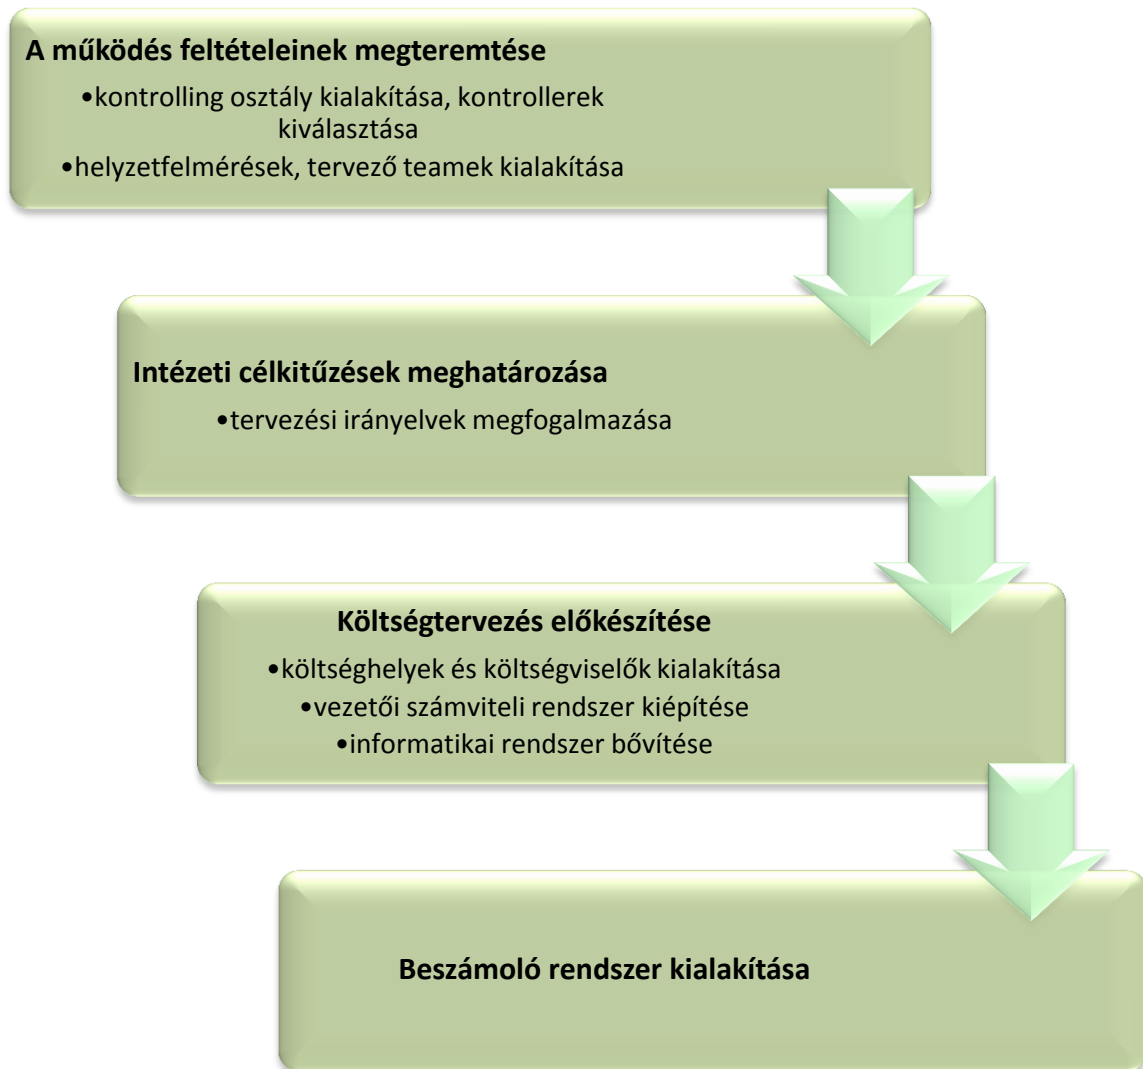 A működés feltételeinek megteremtése
•kontrolling osztály kialakítása, kontrollerek
kiválasztása
•helyzetfelmérések, tervező teamek kialakítása
Intézeti célkitűzések meghatározása
•tervezési irányelvek megfogalmazása
Költségtervezés előkészítése
•költséghelyek és költségviselők kialakítása
•vezetői számviteli rendszer kiépítése
•informatikai rendszer bővítése
Beszámoló rendszer kialakítása